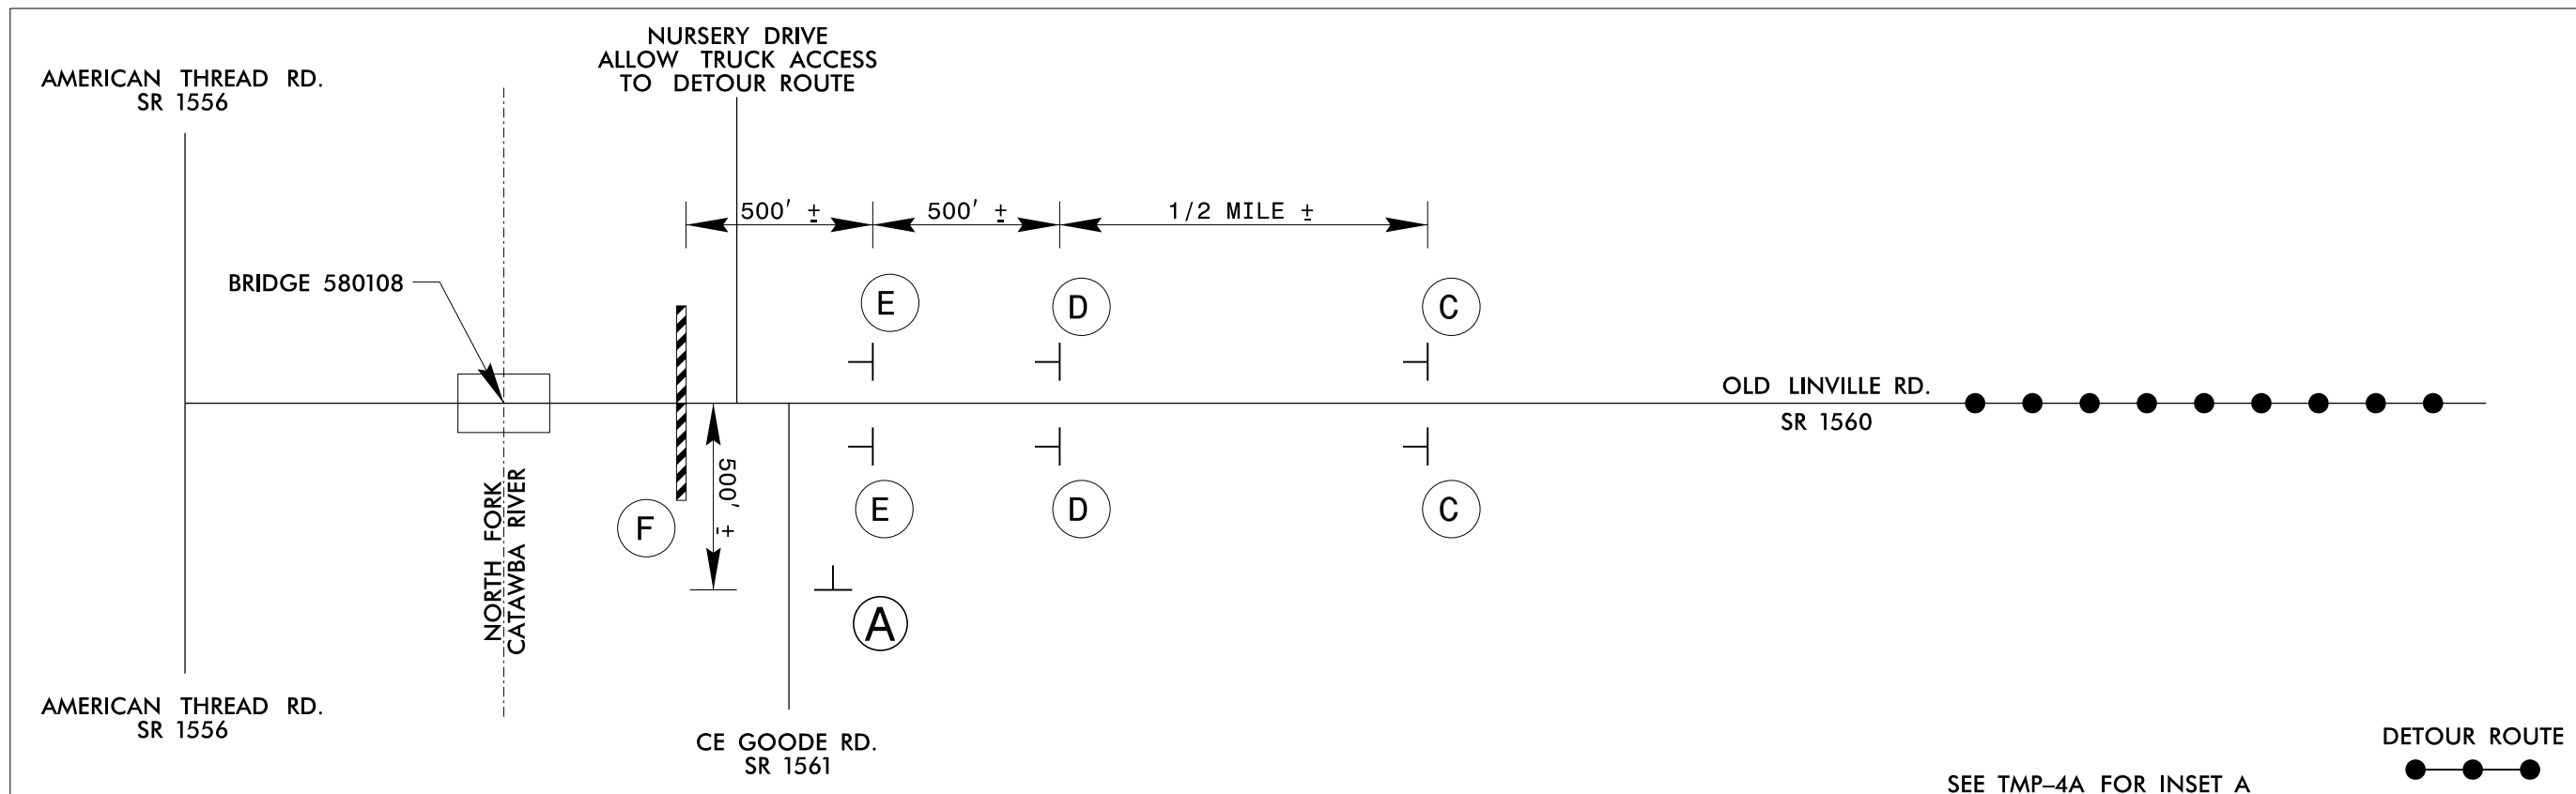 NURSERY DRIVE
ALLOW TRUCK ACCESS
TO DETOUR ROUTE
AMERICAN THREAD RD.
SR 1556
500' ±
500' ±
1/2 MILE ±
BRIDGE 580108
E
D
C
OLD LINVILLE RD.
SR 1560
500' ±
NORTH FORK
CATAWBA RIVER
F
E
D
C
A
AMERICAN THREAD RD.
SR 1556
CE GOODE RD.
SR 1561
DETOUR ROUTE
SEE TMP-4A FOR INSET A